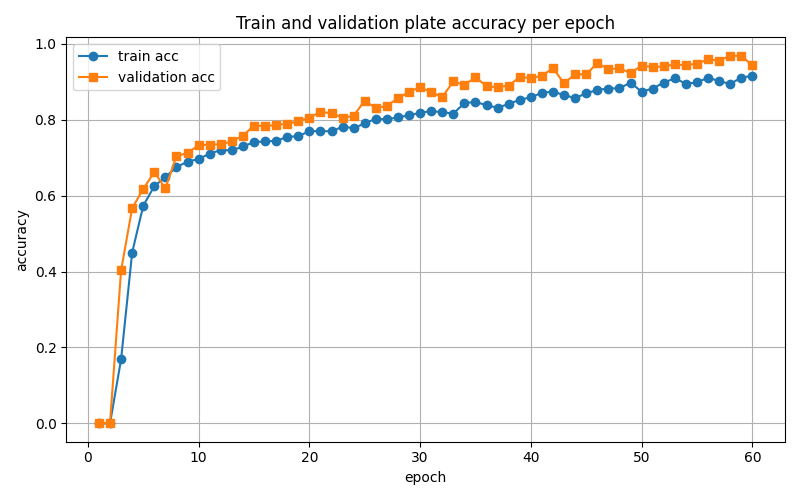 Train and validation plate accuracy per epoch
train acc
validation acc
1.0
0.8
0.6
0.4
0.2
0.0
accuracy
0 10 20 30 40 50 60
epoch